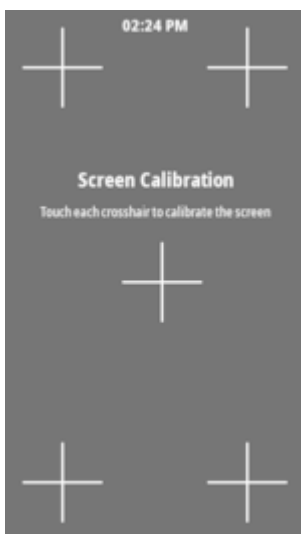 02:24 PM
Screen Calibration
Touch each crosshair to calibrate the screen